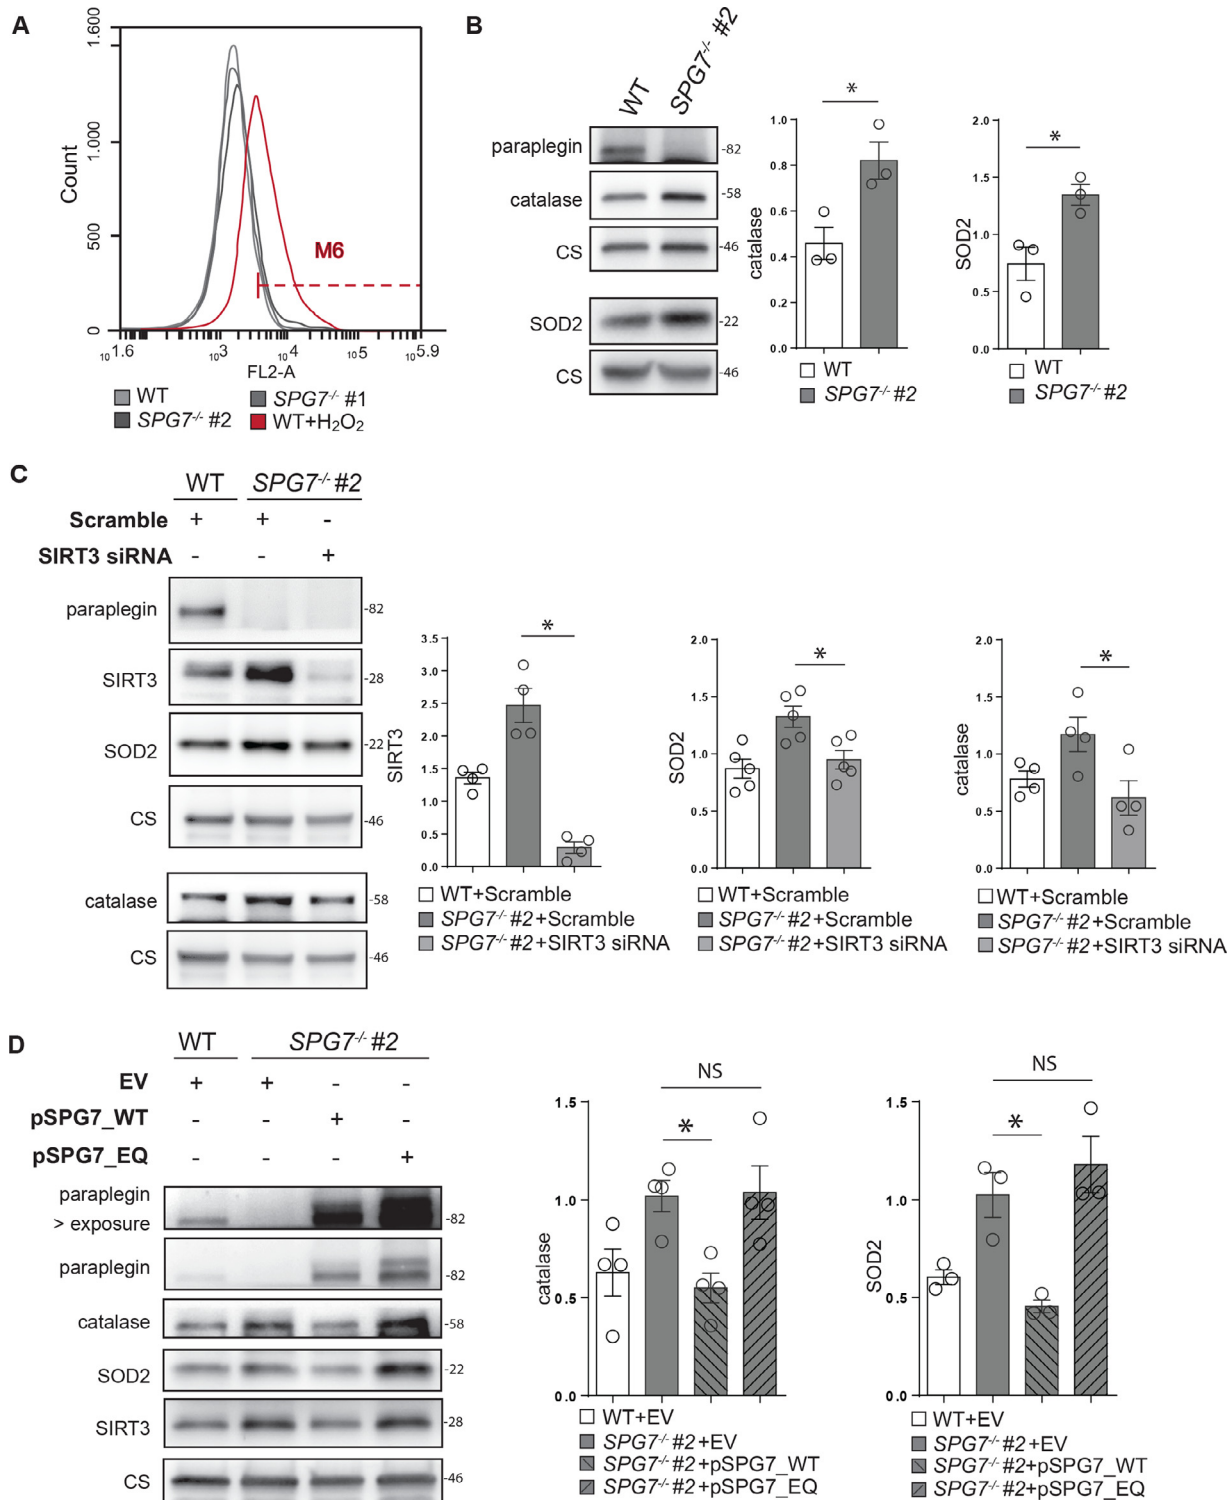 A
1.600
1.000
500
0
Count
M6
10 1.6
10 3
10 4
10 5
10 5.9
FL2-A
WT
SPG7-/- #1
SPG7-/- #2
WT+H2O2
B
WT
SPG7-/- #2
paraplegin
-82
catalase
-58
CS
-46
SOD2
-22
CS
-46
catalase
1.0
0.8
0.6
0.4
0.2
0.0
*
WT
SPG7-/- #2
SOD2
2.0
1.5
1.0
0.5
0.0
*
WT
SPG7-/- #2
C
WT
SPG7-/- #2
Scramble + + -
SIRT3 siRNA - - +
paraplegin
-82
SIRT3
-28
SOD2
-22
CS
-46
catalase
-58
CS
-46
SIRT3
3.5
3.0
2.5
2.0
1.5
1.0
0.5
0.0
*
WT+Scramble
SPG7-/- #2+Scramble
SPG7-/- #2+SIRT3 siRNA
SOD2
2.0
1.5
1.0
0.5
0.0
*
WT+Scramble
SPG7-/- #2+Scramble
SPG7-/- #2+SIRT3 siRNA
catalase
2.0
1.5
1.0
0.5
0.0
*
WT+Scramble
SPG7-/- #2+Scramble
SPG7-/- #2+SIRT3 siRNA
D
WT
SPG7-/- #2
EV + + - -
pSPG7_WT - - + -
pSPG7_EQ - - - +
paraplegin
> exposure
-82
paraplegin
-82
catalase
-58
SOD2
-22
SIRT3
-28
CS
-46
catalase
1.5
1.0
0.5
0.0
NS
*
WT+EV
SPG7-/- #2+EV
SPG7-/- #2+pSPG7_WT
SPG7-/- #2+pSPG7_EQ
SOD2
1.5
1.0
0.5
0.0
NS
*
WT+EV
SPG7-/- #2+EV
SPG7-/- #2+pSPG7_WT
SPG7-/- #2+pSPG7_EQ